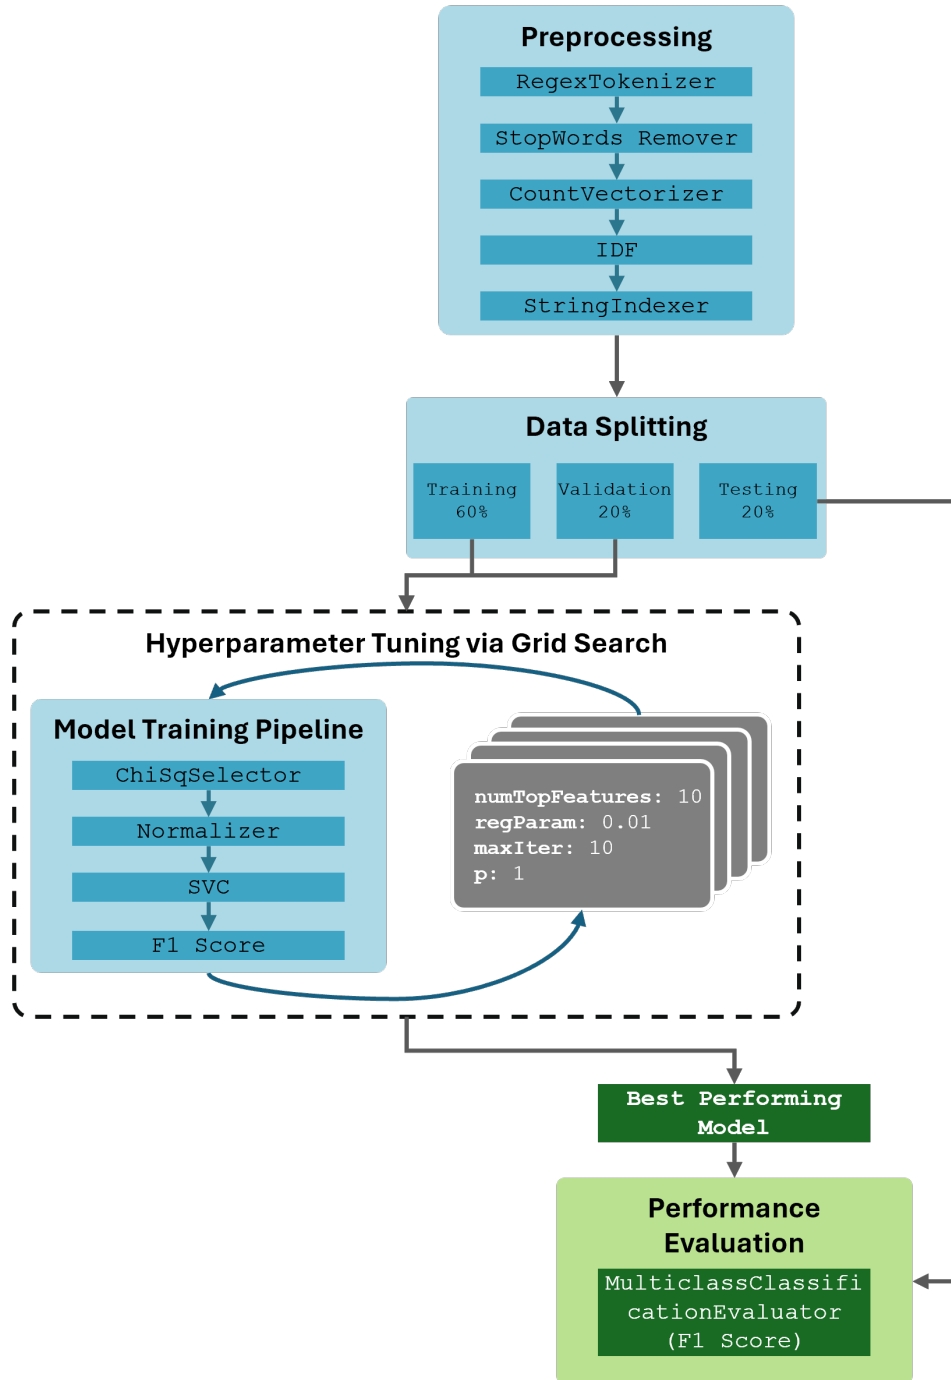 Preprocessing
RegexTokenizer
StopWords Remover
CountVectorizer
IDF
StringIndexer
Data Splitting
Training
60%
Validation
20%
Testing
20%
Hyperparameter Tuning via Grid Search
Model Training Pipeline
ChiSqSelector
Normalizer
SVC
F1 Score
numTopFeatures: 10
regParam: 0.01
maxIter: 10
p: 1
Best Performing
Model
Performance
Evaluation
MulticlassClassifi
cationEvaluator
(F1 Score)